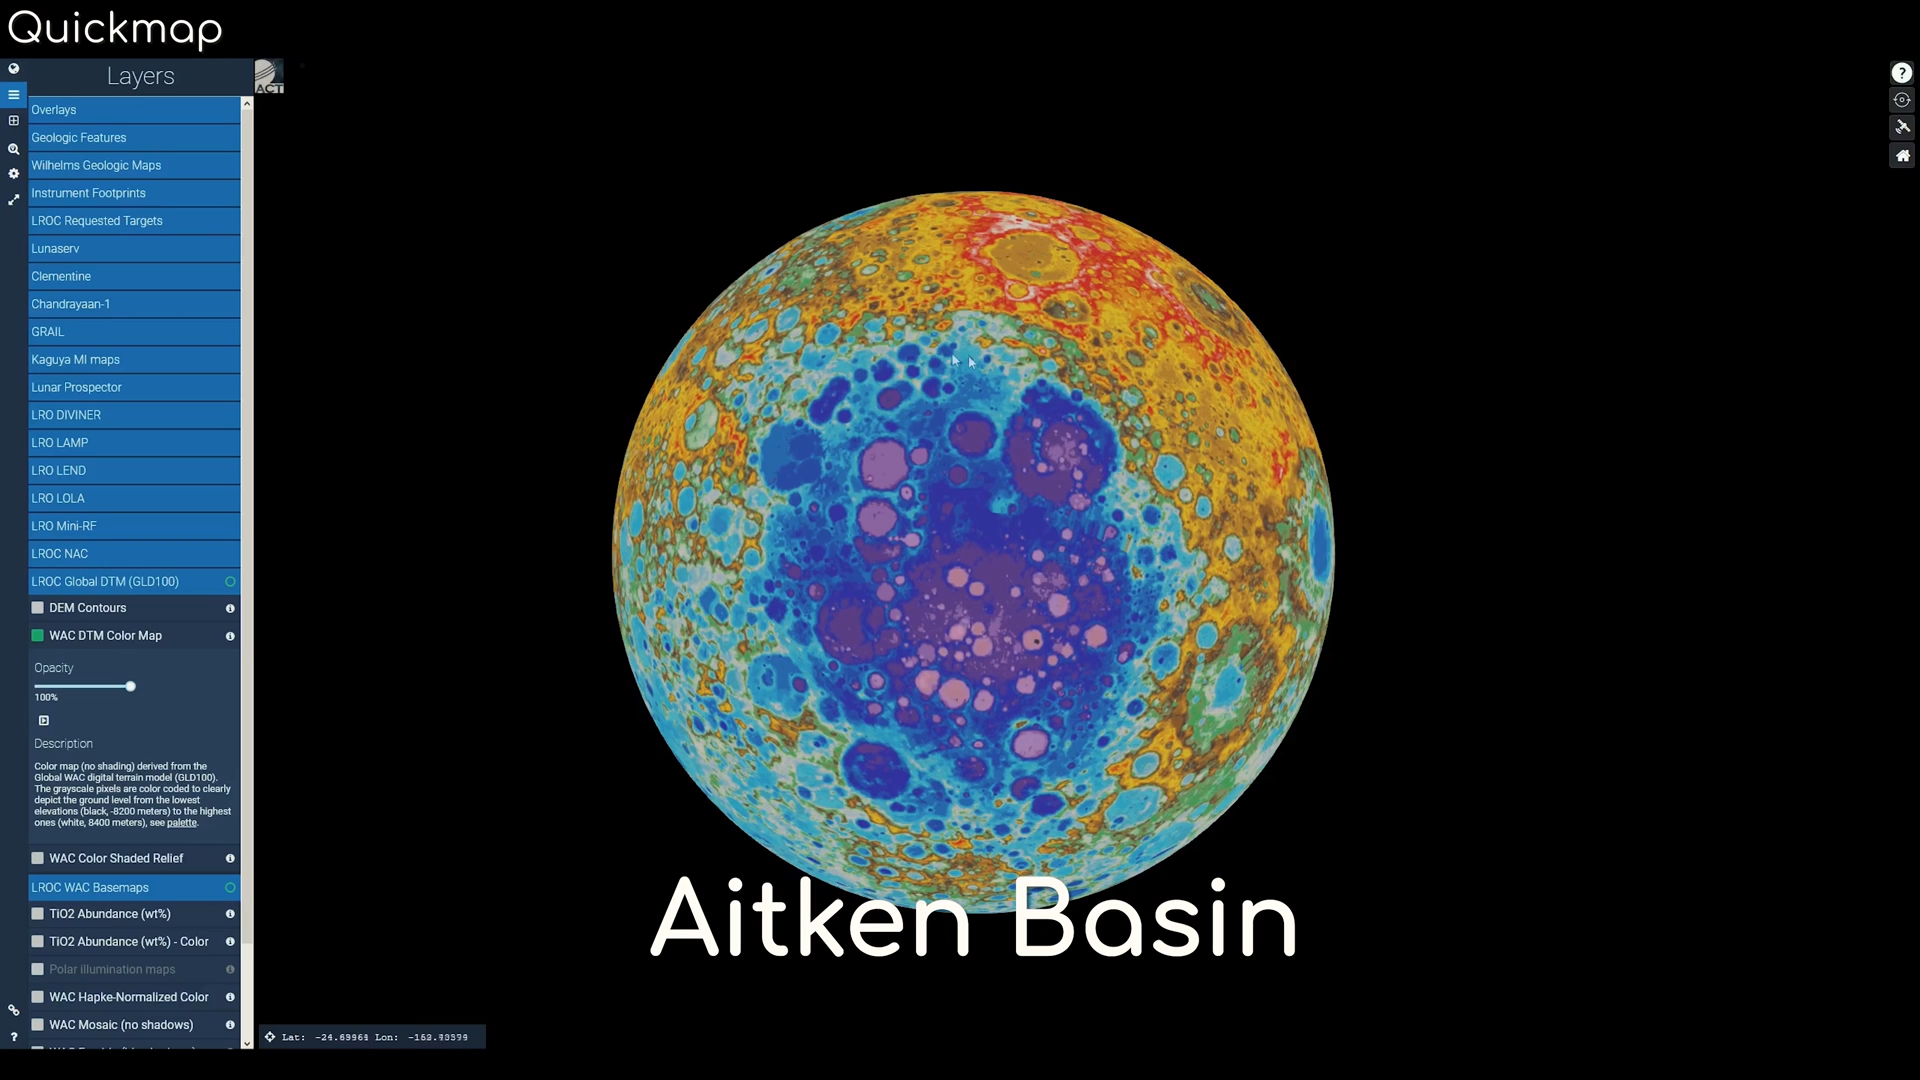 Quickmap
Layers
ACT
Overlays
Geologic Features
Wilhelms Geologic Maps
Instrument Footprints
LROC Requested Targets
Lunaserv
Clementine
Chandrayaan-1
GRAIL
Kaguya MI maps
Lunar Prospector
LRO DIVINER
LRO LAMP
LRO LEND
LRO LOLA
LRO Mini-RF
LROC NAC
LROC Global DTM (GLD100)
DEM Contours
WAC DTM Color Map
Opacity
100%
Description
Color map (no shading) derived from the
Global WAC digital terrain model (GLD100).
The grayscale pixels are color coded to clearly
depict the ground level from the lowest
elevations (black, -8200 meters) to the highest
ones (white, 8400 meters), see palette.
WAC Color Shaded Relief
LROC WAC Basemaps
TiO2 Abundance (wt%)
TiO2 Abundance (wt%) - Color
Polar illumination maps
WAC Hapke-Normalized Color
WAC Mosaic (no shadows)
Aitken Basin
Lat: Lon: